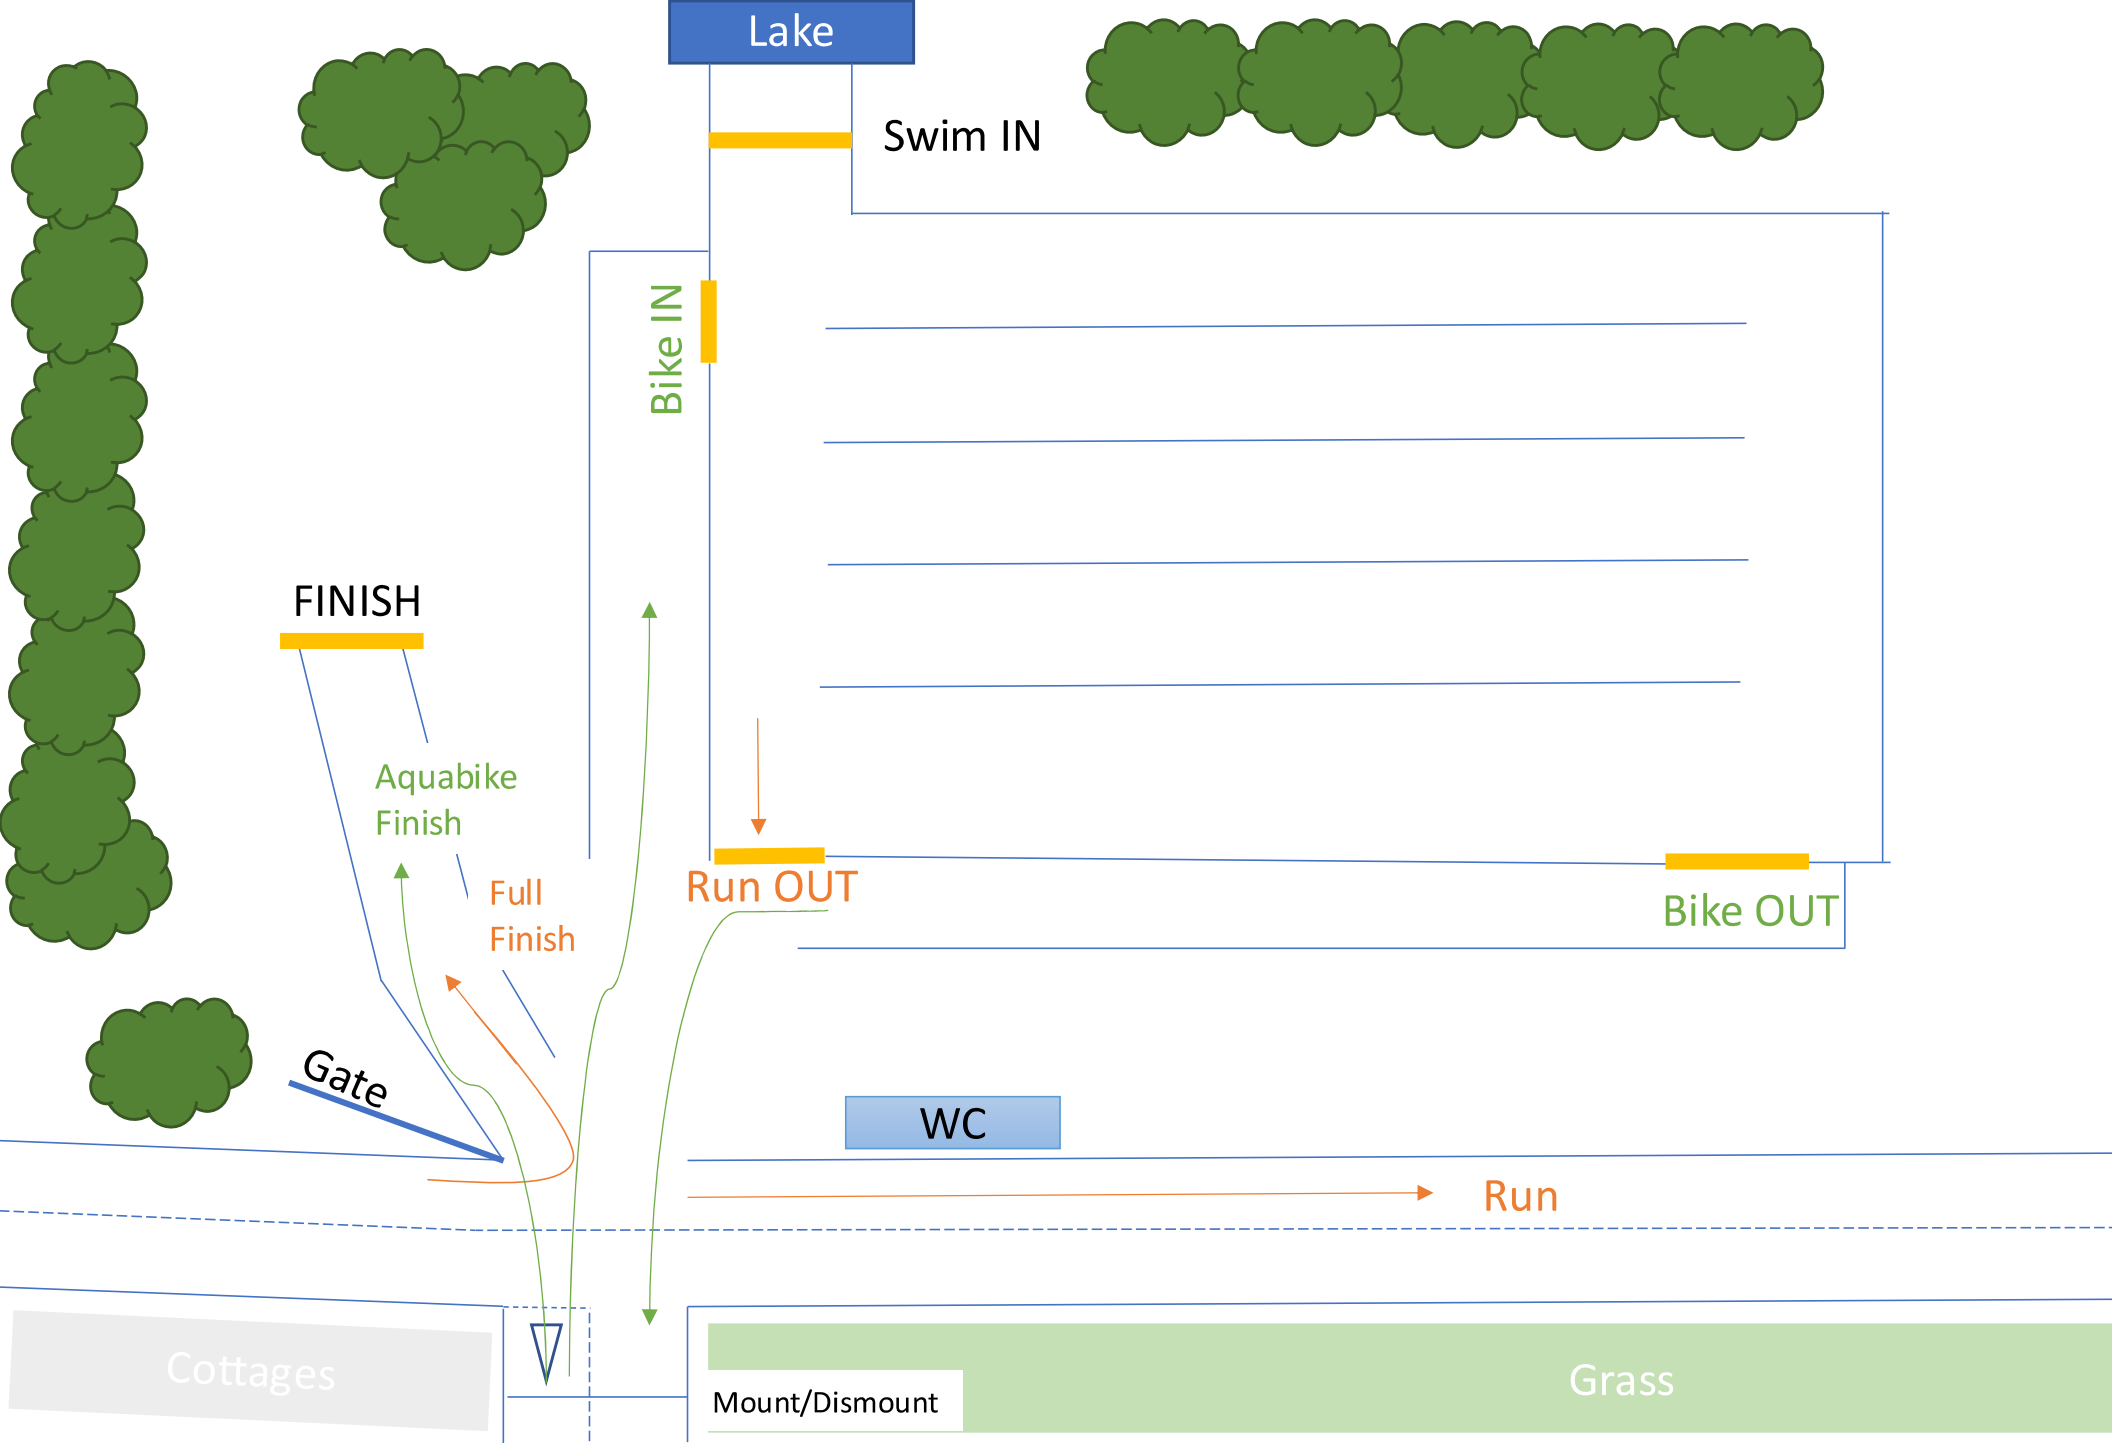 Lake
Swim IN
Bike IN
FINISH
Aquabike
Finish
Full
Finish
Run OUT
Bike OUT
Gate
WC
Run
Cottages
Grass
Mount/Dismount